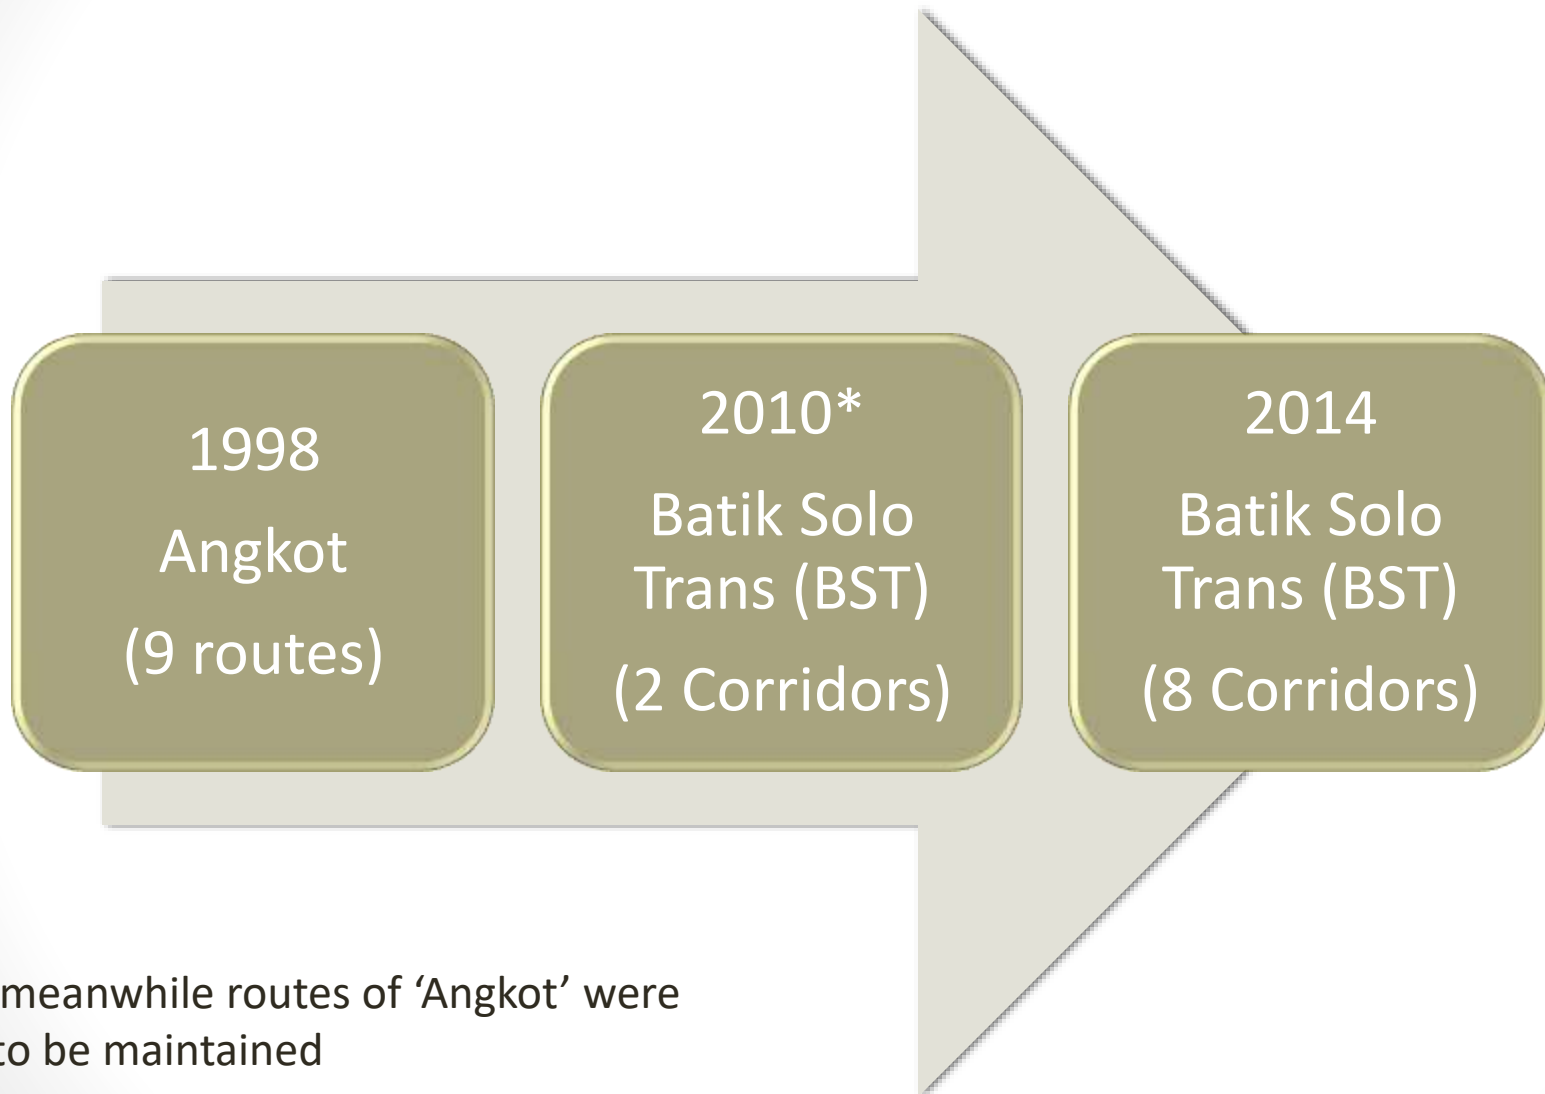 1998
Angkot
(9 routes)
2010*
Batik Solo
Trans (BST)
(2 Corridors)
2014
Batik Solo
Trans (BST)
(8 Corridors)
meanwhile routes of ‘Angkot’ were
to be maintained